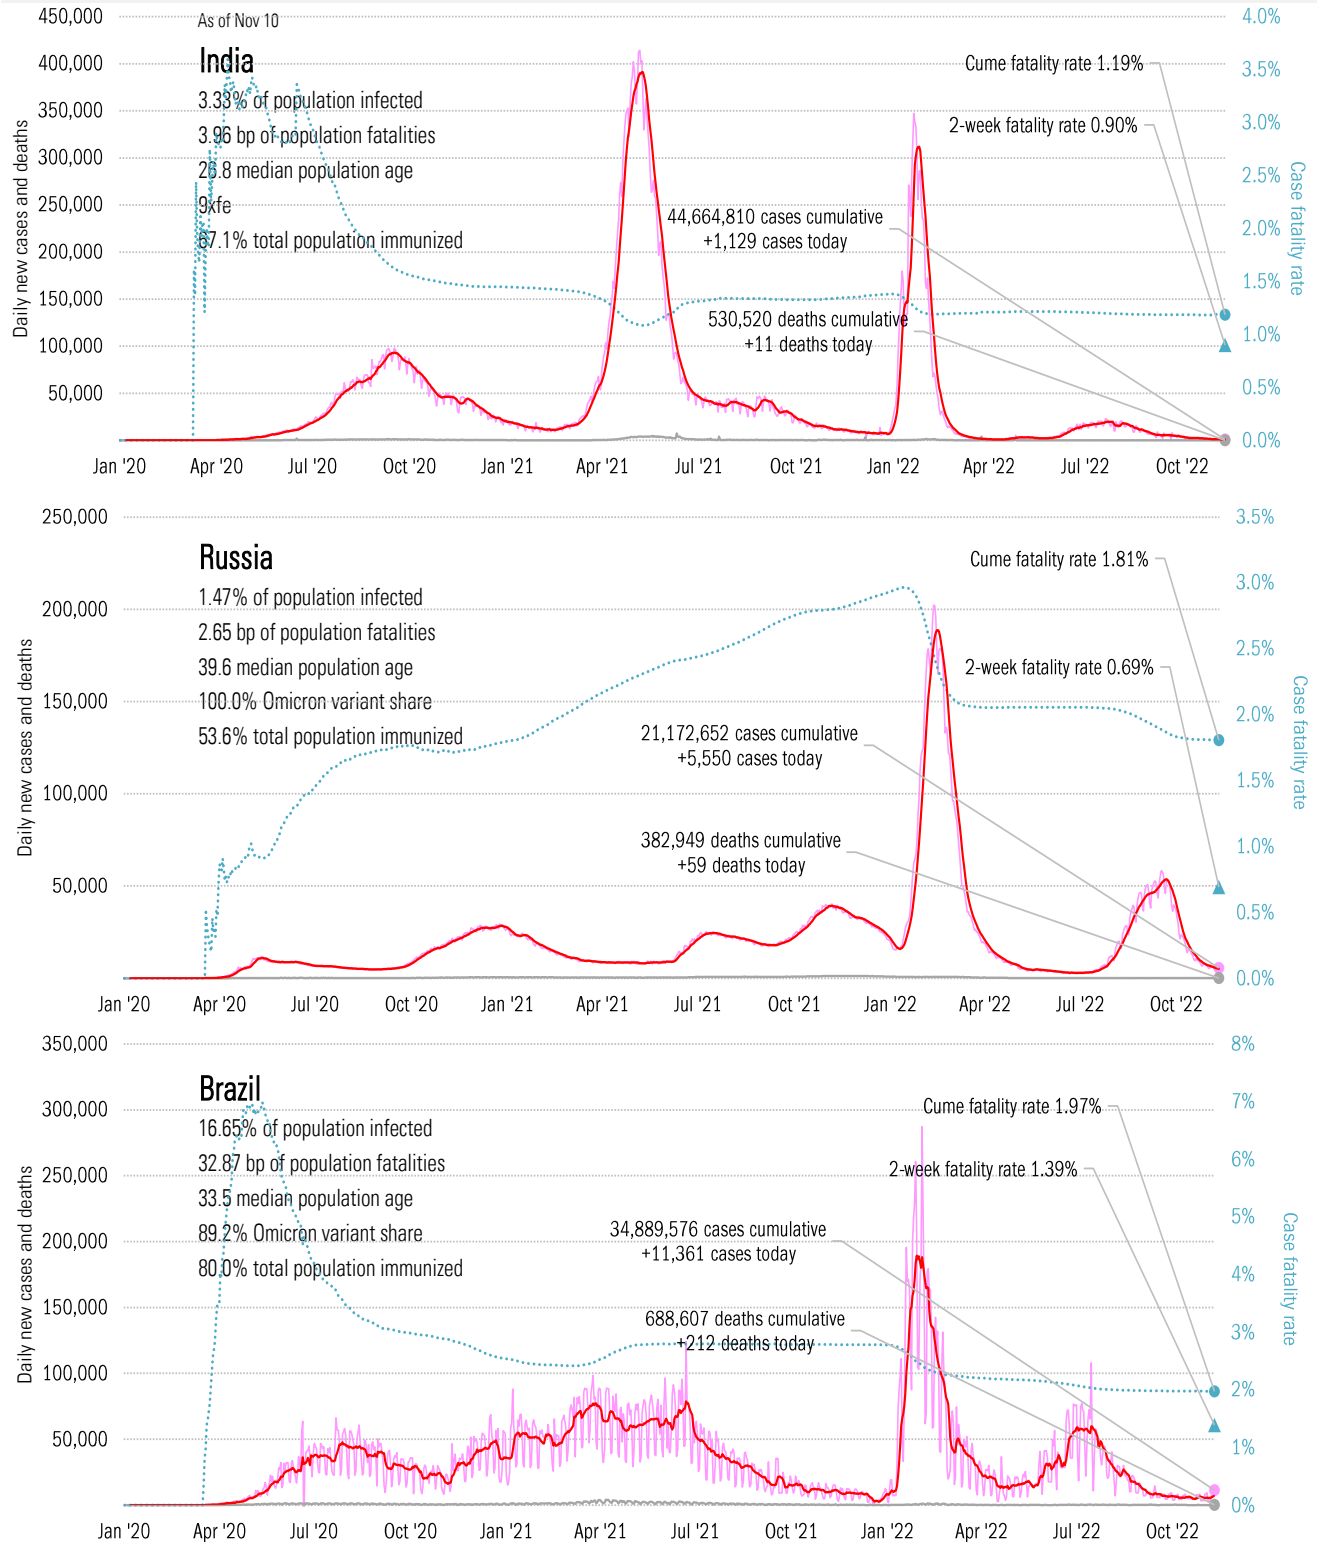 As of Nov 10
India
3.33% of population infected
3.96 bp of population fatalities
28.8 median population age
9xfe
67.1% total population immunized
Cume fatality rate 1.19%
2-week fatality rate 0.90%
44,664,810 cases cumulative
+1,129 cases today
530,520 deaths cumulative
+11 deaths today
Daily new cases and deaths
450,000
400,000
350,000
300,000
250,000
200,000
150,000
100,000
50,000
Case fatality rate
4.0%
3.5%
3.0%
2.5%
2.0%
1.5%
1.0%
0.5%
0.0%
Jan '20 Apr '20 Jul '20 Oct '20 Jan '21 Apr '21 Jul '21 Oct '21 Jan '22 Apr '22 Jul '22 Oct '22
Russia
1.47% of population infected
2.65 bp of population fatalities
39.6 median population age
100.0% Omicron variant share
53.6% total population immunized
Cume fatality rate 1.81%
2-week fatality rate 0.69%
21,172,652 cases cumulative
+5,550 cases today
382,949 deaths cumulative
+59 deaths today
Daily new cases and deaths
250,000
200,000
150,000
100,000
50,000
Case fatality rate
3.5%
3.0%
2.5%
2.0%
1.5%
1.0%
0.5%
0.0%
Jan '20 Apr '20 Jul '20 Oct '20 Jan '21 Apr '21 Jul '21 Oct '21 Jan '22 Apr '22 Jul '22 Oct '22
Brazil
16.65% of population infected
32.87 bp of population fatalities
33.5 median population age
89.2% Omicron variant share
80.0% total population immunized
Cume fatality rate 1.97%
2-week fatality rate 1.39%
34,889,576 cases cumulative
+11,361 cases today
688,607 deaths cumulative
+212 deaths today
Daily new cases and deaths
350,000
300,000
250,000
200,000
150,000
100,000
50,000
Case fatality rate
8%
7%
6%
5%
4%
3%
2%
1%
0%
Jan '20 Apr '20 Jul '20 Oct '20 Jan '21 Apr '21 Jul '21 Oct '21 Jan '22 Apr '22 Jul '22 Oct '22